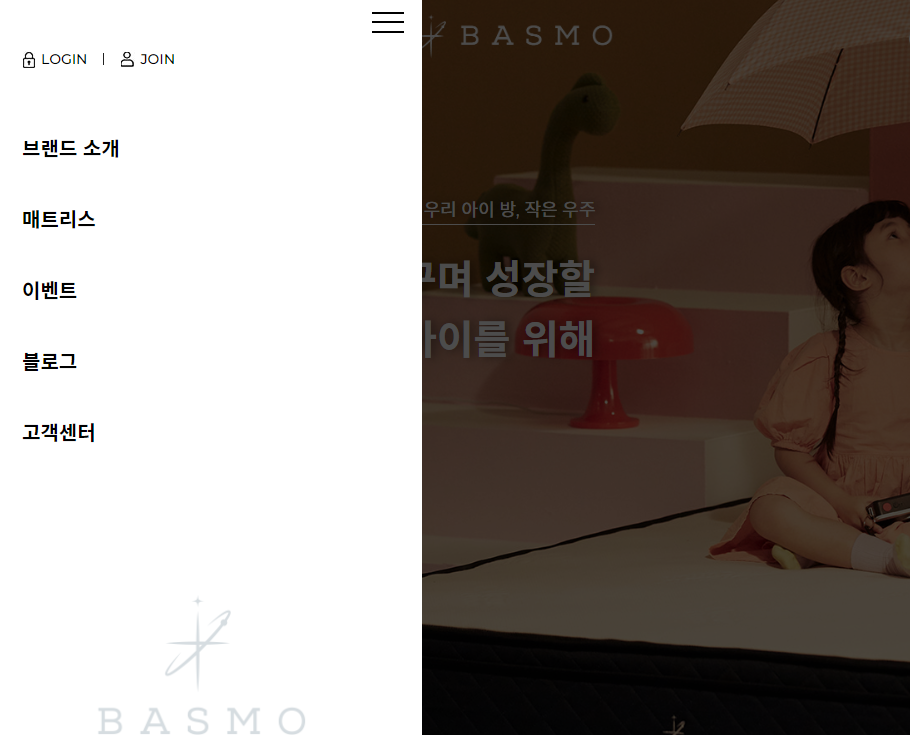 LOGIN | JOIN
브랜드 소개
매트리스
이벤트
블로그
고객센터
BASMO
BASMO
우리 아이 방, 작은 우주
며 성장할
이를 위해